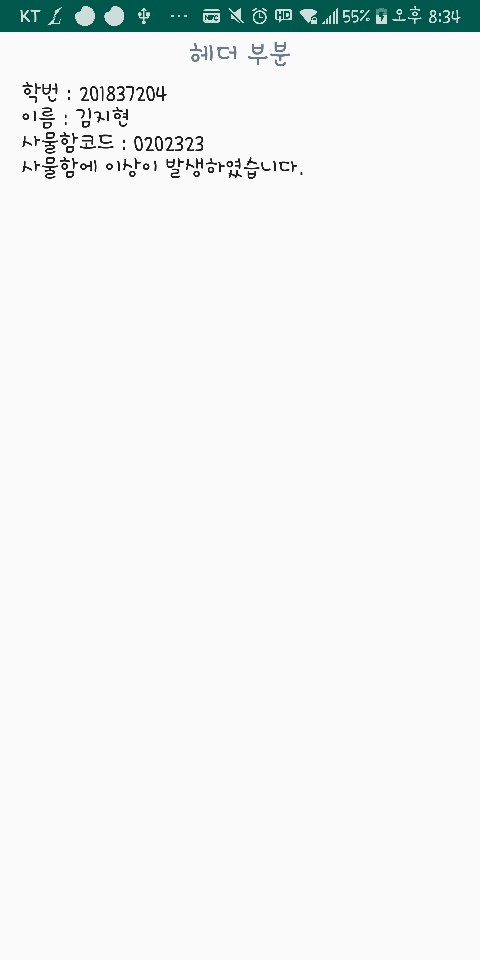 KT 55% 오후 8:34
헤더 부분
학번 : 201837204
이름 : 김지현
사물함코드 : 0202323
사물함에 이상이 발생하였습니다.